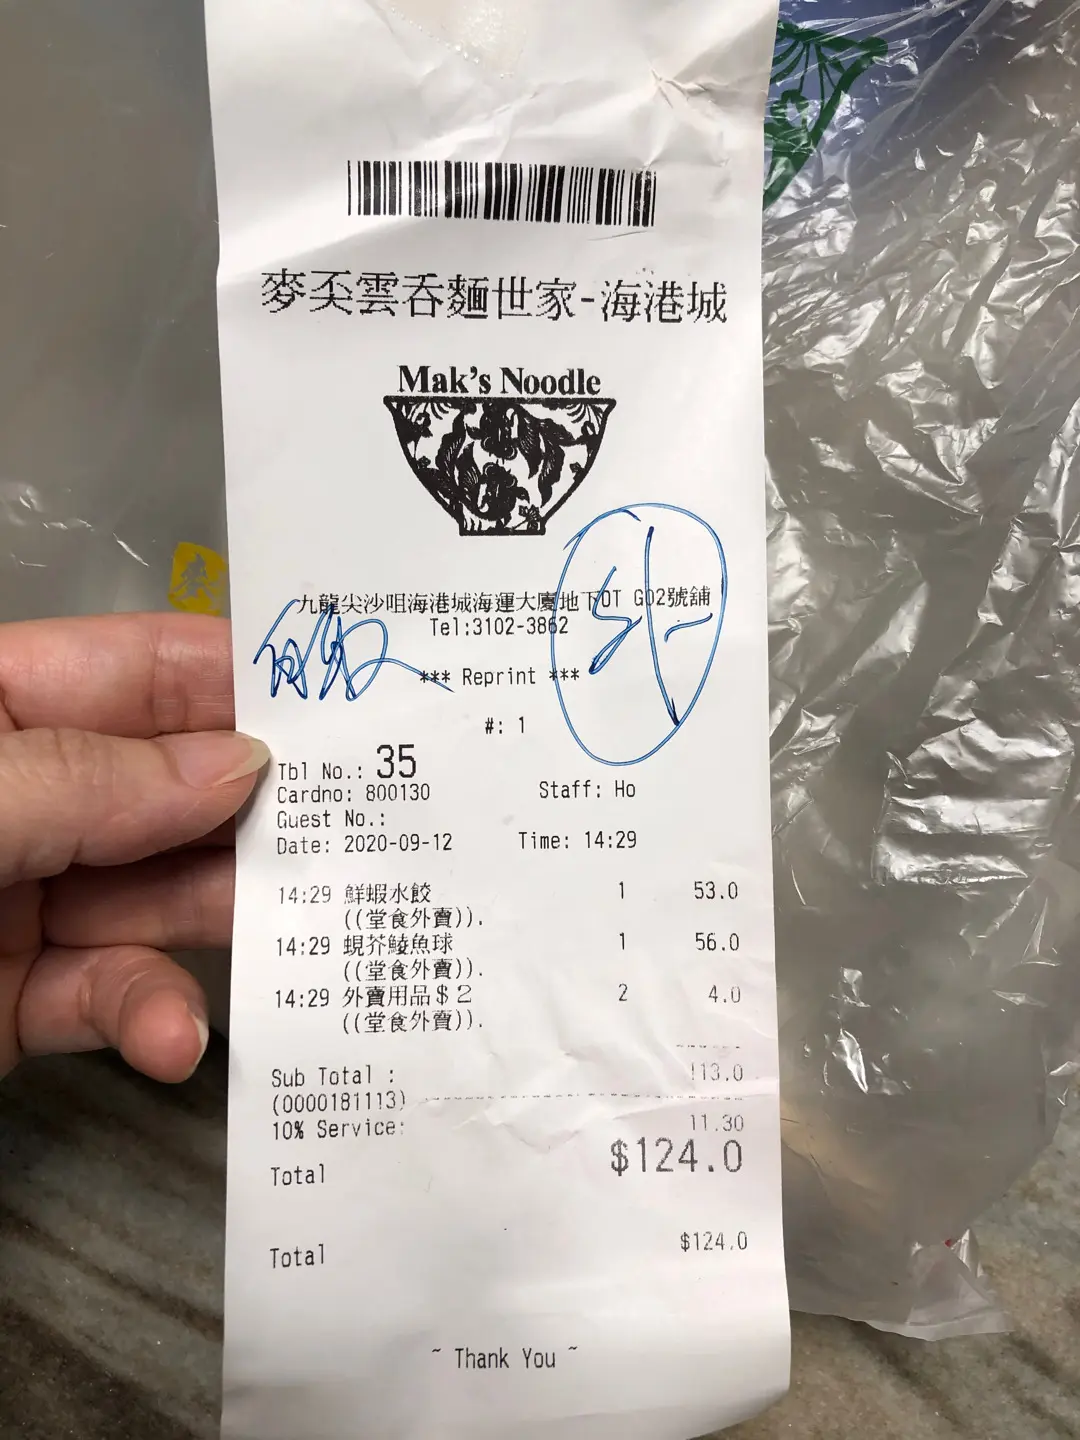 麥奀雲吞麵世家-海港城
Mak's Noodle
九龍尖沙咀海港城海運大廈地下OT G02號舖
Tel:3102-3862
*** Reprint ***
#: 1
Tbl No.: 35
Cardno: 800130 Staff: Ho
Guest No.:
Date: 2020-09-12 Time: 14:29
14:29 鮮蝦水餃 1 53.0
((堂食外賣)).
14:29 蜆芥鯪魚球 1 56.0
((堂食外賣)).
14:29 外賣用品$2 2 4.0
((堂食外賣)).
Sub Total : 113.0
(0000181113)
10% Service: 11.30
Total $124.0
Total $124.0
~ Thank You ~